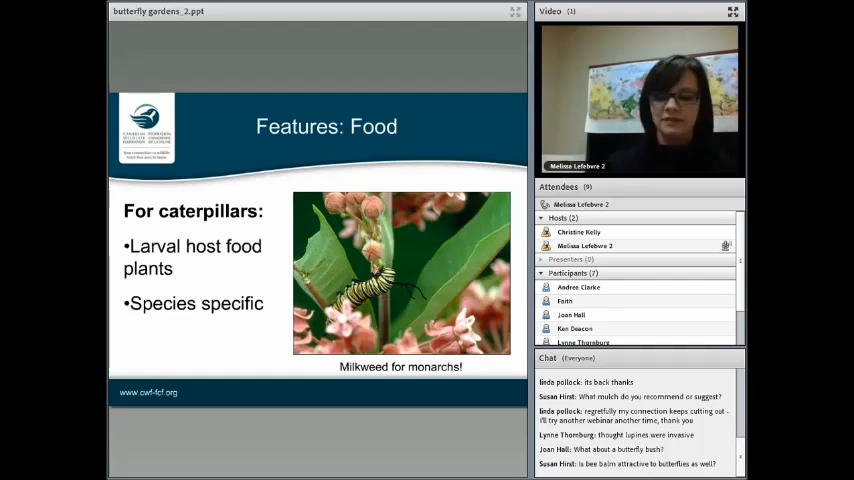 butterfly gardens_2.ppt
Features: Food
For caterpillars:
•Larval host food
plants
•Species specific
Milkweed for monarchs!
www.cwf-fcf.org
Video (1)
Melissa Lefebvre 2
Attendees (9)
Melissa Lefebvre 2
Hosts (2)
Christine Kelly
Melissa Lefebvre 2
Presenters (0)
Participants (7)
Andrea Clarke
Faith
Joan Hall
Ken Deacon
Lynne Thornburg
Chat (Everyone)
linda pollock: its back thanks
Susan Hirst: What mulch do you recommend or suggest?
linda pollock: regretfully my connection keeps cutting out -
i'll try another webinar another time, thank you
Lynne Thornburg: thought lupines were invasive
Joan Hall: What about a butterfly bush?
Susan Hirst: Is bee balm attractive to butterflies as well?